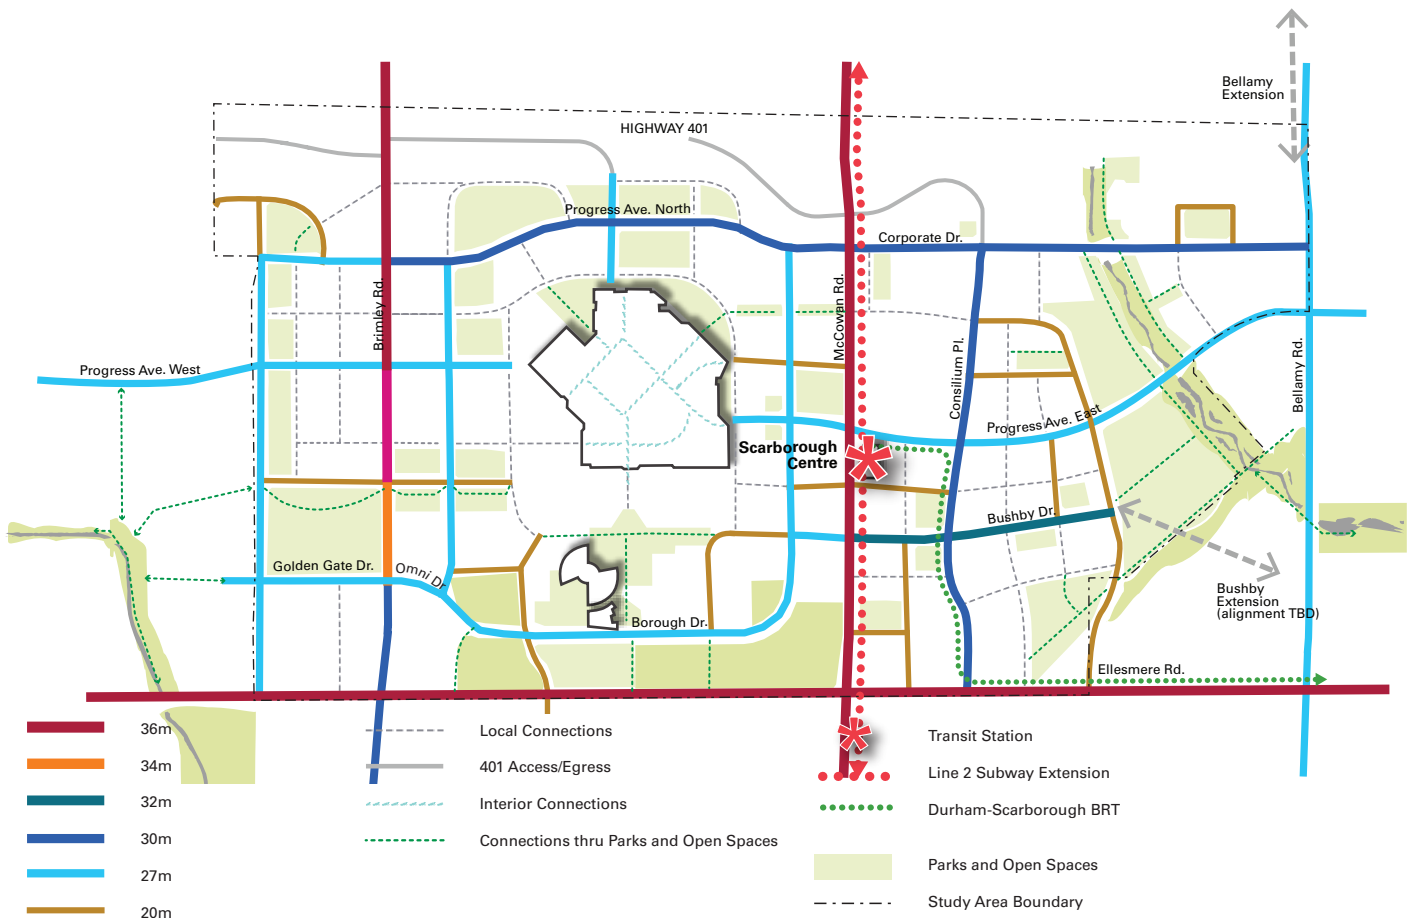 Bellamy
Extension
HIGHWAY 401
Progress Ave. North
Corporate Dr.
Brimley Rd.
McCowan Rd.
Consilium Pl.
Bellamy Rd.
Progress Ave. West
Progress Ave. East
Scarborough
Centre
Bushby Dr.
Golden Gate Dr.
Omni Dr.
Bushby
Extension
(alignment TBD)
Borough Dr.
Ellesmere Rd.
36m
34m
32m
30m
27m
20m
Local Connections
401 Access/Egress
Interior Connections
Connections thru Parks and Open Spaces
Transit Station
Line 2 Subway Extension
Durham-Scarborough BRT
Parks and Open Spaces
Study Area Boundary